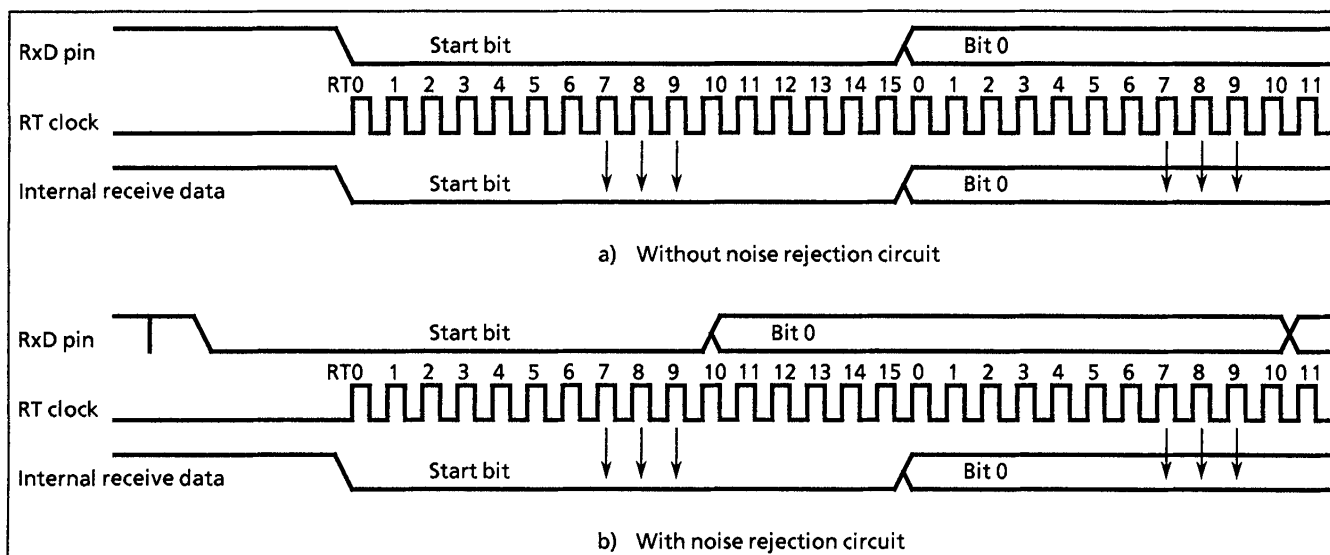 RxD pin Start bit Bit 0
RT0 1 2 3 4 5 6 7 8 9 10 11 12 13 14 15 0 1 2 3 4 5 6 7 8 9 10 11
RT clock
Internal receive data Start bit Bit 0
a) Without noise rejection circuit
RxD pin Start bit Bit 0
RT0 1 2 3 4 5 6 7 8 9 10 11 12 13 14 15 0 1 2 3 4 5 6 7 8 9 10 11
RT clock
Internal receive data Start bit Bit 0
b) With noise rejection circuit